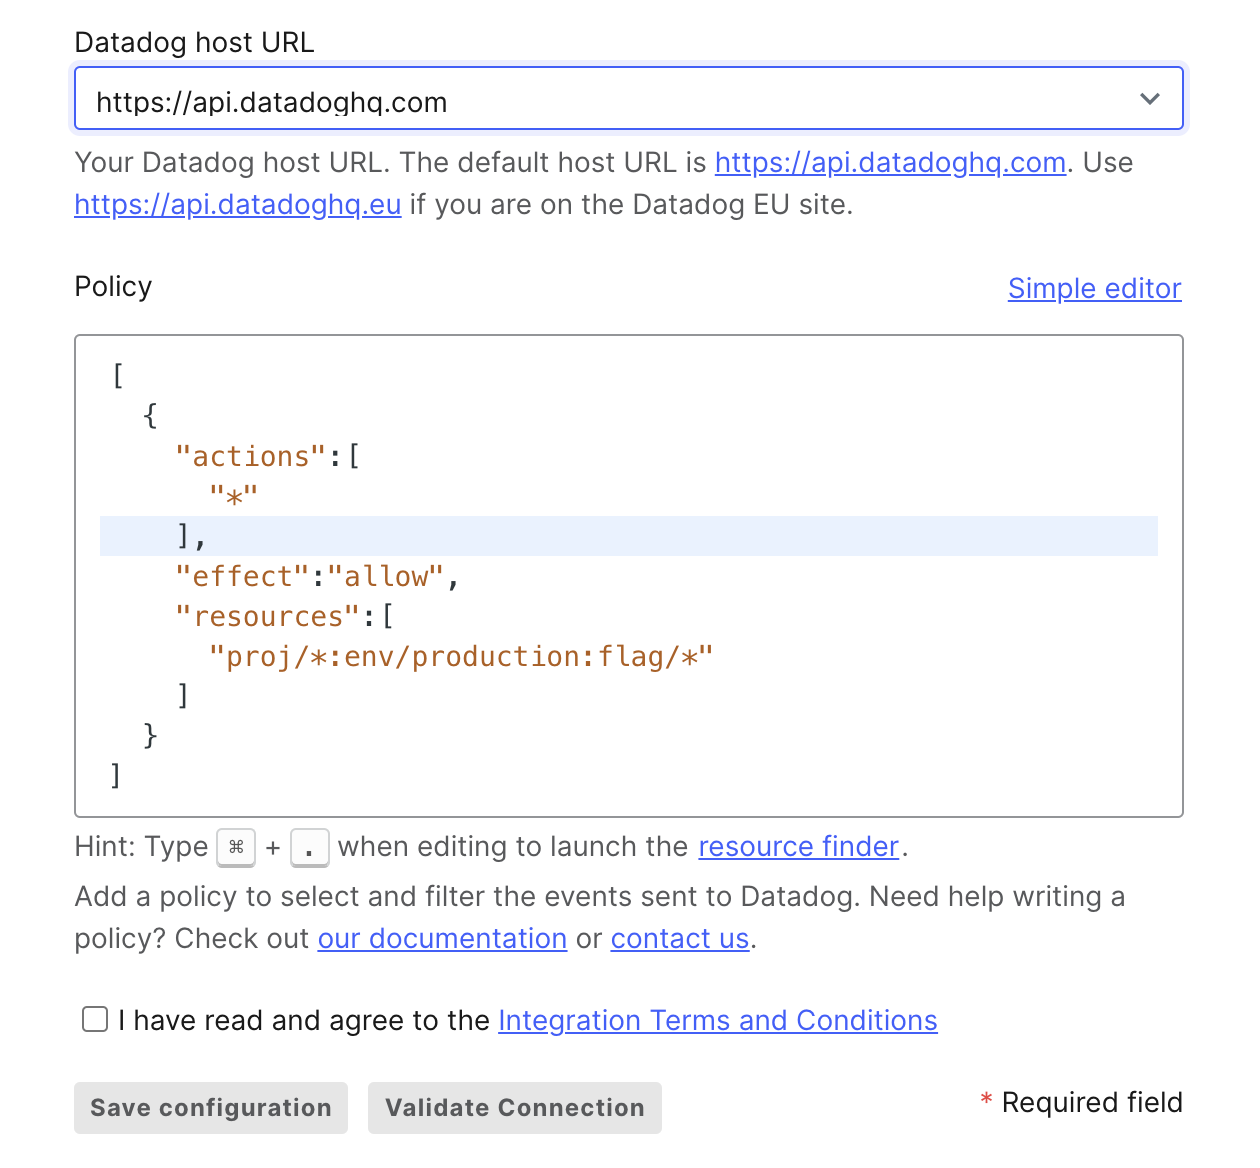 Datadog host URL
https://api.datadoghq.com
Your Datadog host URL. The default host URL is https://api.datadoghq.com. Use
https://api.datadoghq.eu if you are on the Datadog EU site.
Policy
Simple editor
[
  {
    "actions":[
      "*"
    ],
    "effect":"allow",
    "resources":[
      "proj/*:env/production:flag/*"
    ]
  }
]
Hint: Type ⌘ + . when editing to launch the resource finder.
Add a policy to select and filter the events sent to Datadog. Need help writing a
policy? Check out our documentation or contact us.
I have read and agree to the Integration Terms and Conditions
Save configuration
Validate Connection
* Required field